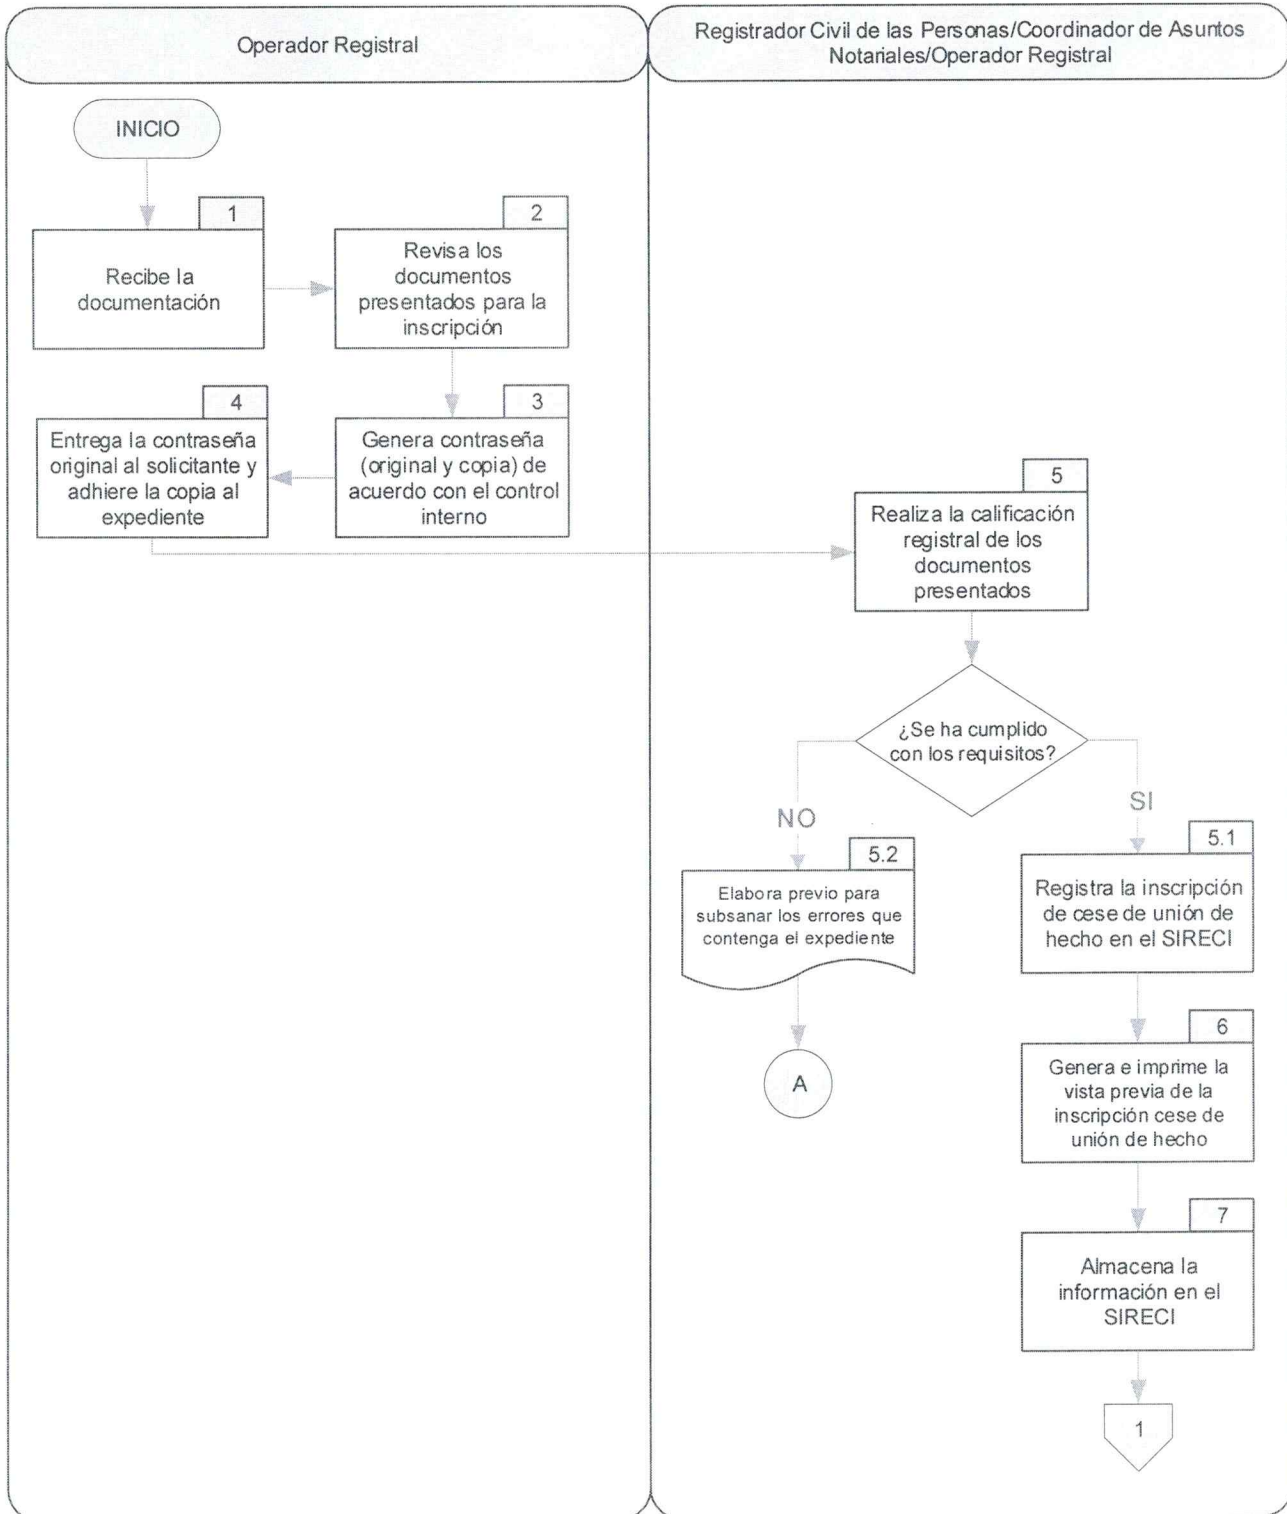 Operador Registral
Registrador Civil de las Personas/Coordinador de Asuntos
Notariales/Operador Registral
INICIO
1
Recibe la
documentación
2
Revisa los
documentos
presentados para la
inscripción
3
Genera contraseña
(original y copia) de
acuerdo con el control
interno
4
Entrega la contraseña
original al solicitante y
adhiere la copia al
expediente
5
Realiza la calificación
registral de los
documentos
presentados
¿Se ha cumplido
con los requisitos?
NO
SI
5.2
Elabora previo para
subsanar los errores que
contenga el expediente
A
5.1
Registra la inscripción
de cese de unión de
hecho en el SIRECI
6
Genera e imprime la
vista previa de la
inscripción cese de
unión de hecho
7
Almacena la
información en el
SIRECI
1